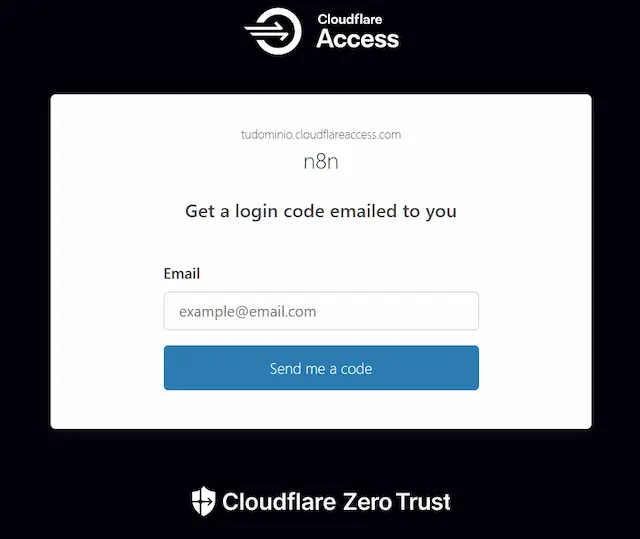 Cloudflare
Access
tudominio.cloudflareaccess.com
n8n
Get a login code emailed to you
Email
example@email.com
Send me a code
Cloudflare Zero Trust